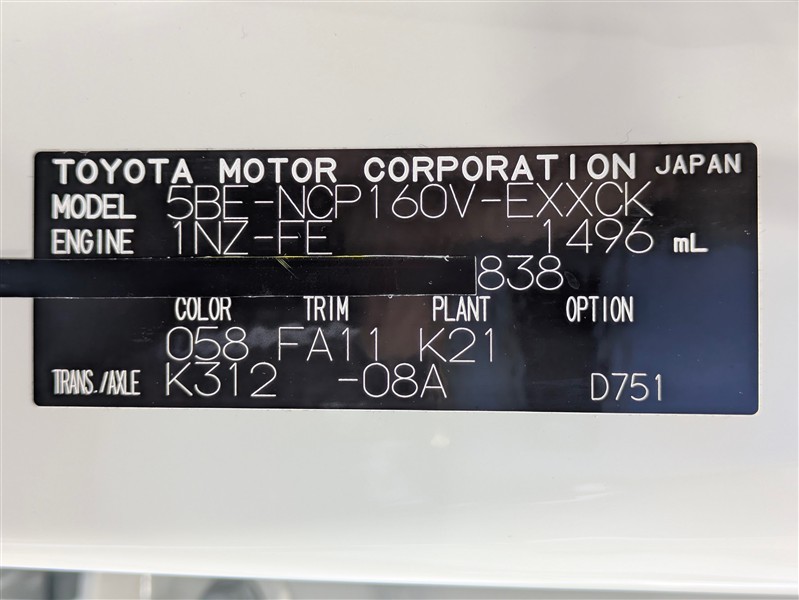 TOYOTA MOTOR CORPORATION JAPAN
MODEL 5BE-NCP160V-EXXCK
ENGINE 1NZ-FE 1496 mL
838
COLOR TRIM PLANT OPTION
058 FA11 K21
TRANS./AXLE K312 -08A D751